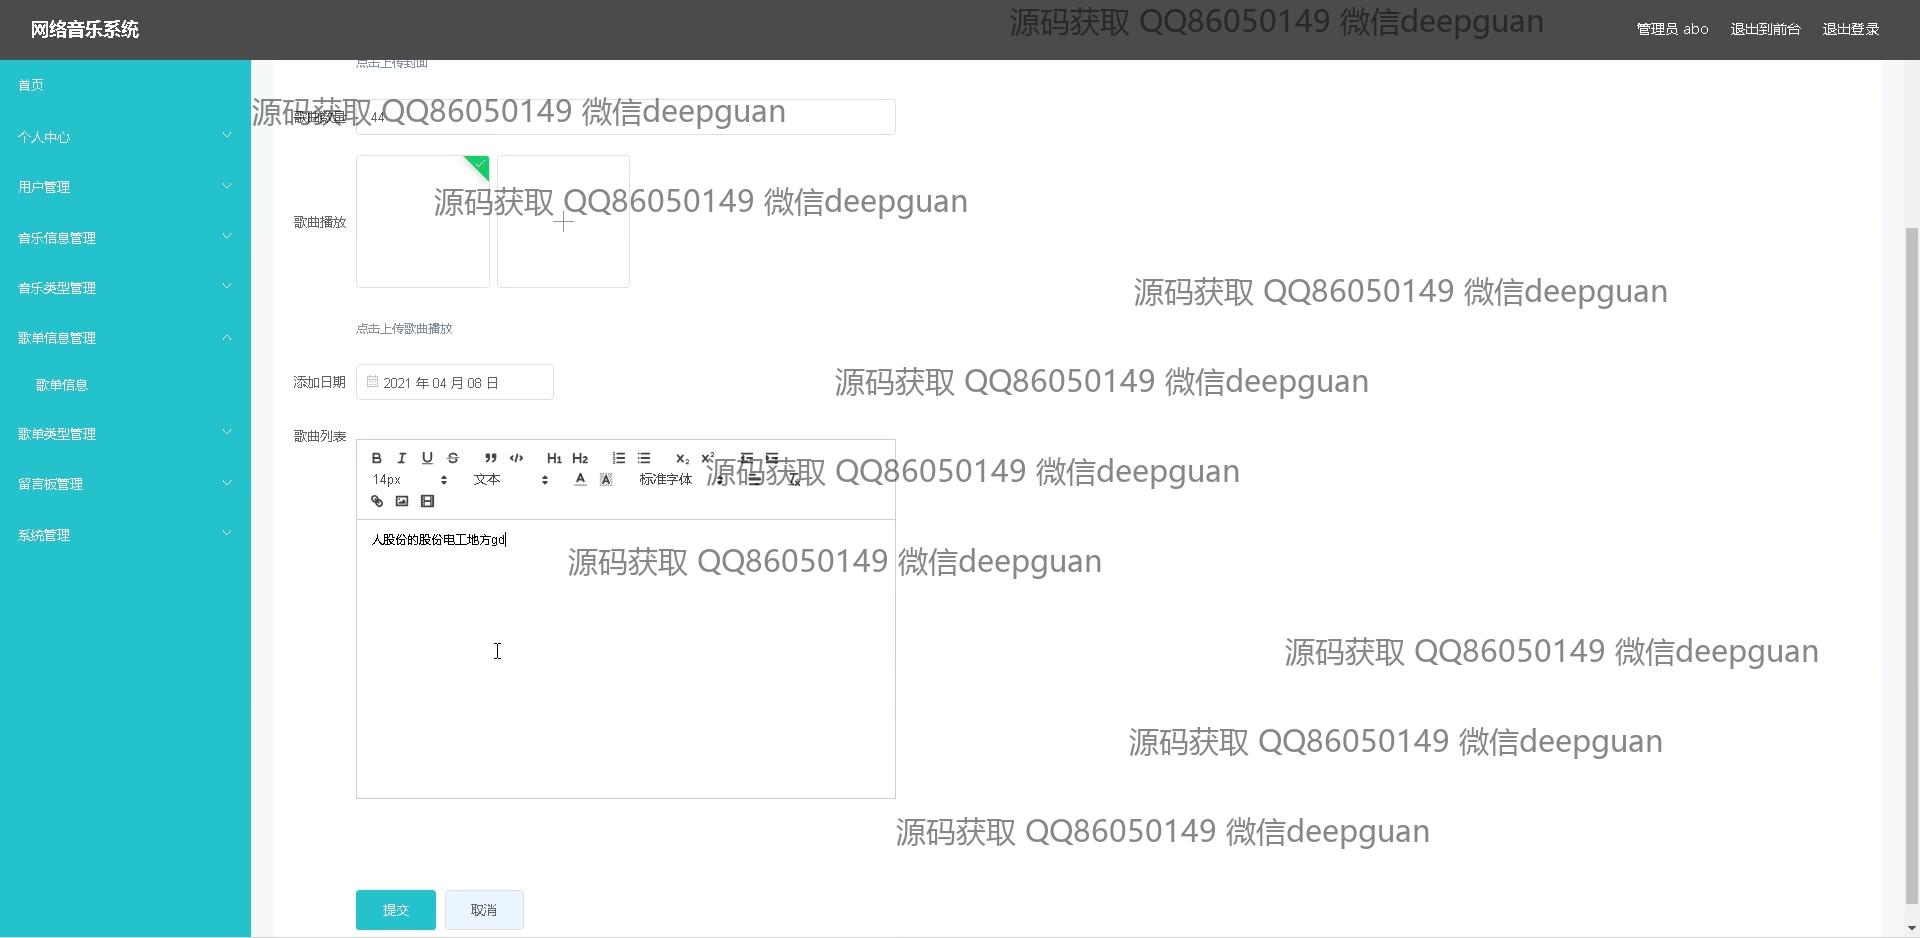 网络音乐系统
源码获取 QQ86050149 微信deepguan
管理员 abo
退出到前台
退出登录
首页
个人中心
用户管理
音乐信息管理
音乐类型管理
歌单信息管理
歌单信息
歌单类型管理
留言板管理
系统管理
点击上传封面
源码获取 QQ86050149 微信deepguan
歌曲数量
44
源码获取 QQ86050149 微信deepguan
歌曲播放
源码获取 QQ86050149 微信deepguan
点击上传歌曲播放
源码获取 QQ86050149 微信deepguan
添加日期
2021 年 04 月 08 日
歌曲列表
B I U S H1 H2 X₂ X²
源码获取 QQ86050149 微信deepguan
14px 文本 A A 标准字体
人股份的股份电工地方gd
源码获取 QQ86050149 微信deepguan
源码获取 QQ86050149 微信deepguan
源码获取 QQ86050149 微信deepguan
源码获取 QQ86050149 微信deepguan
提交
取消